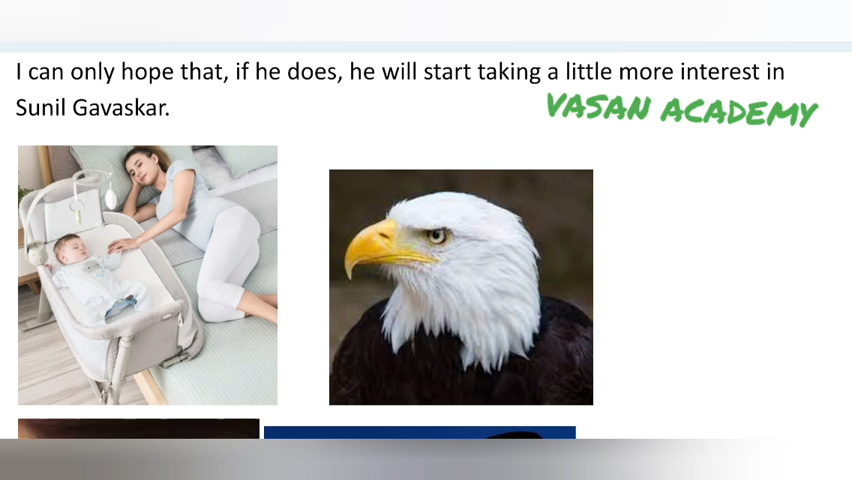 I can only hope that, if he does, he will start taking a little more interest in
Sunil Gavaskar.
VASAN ACADEMY